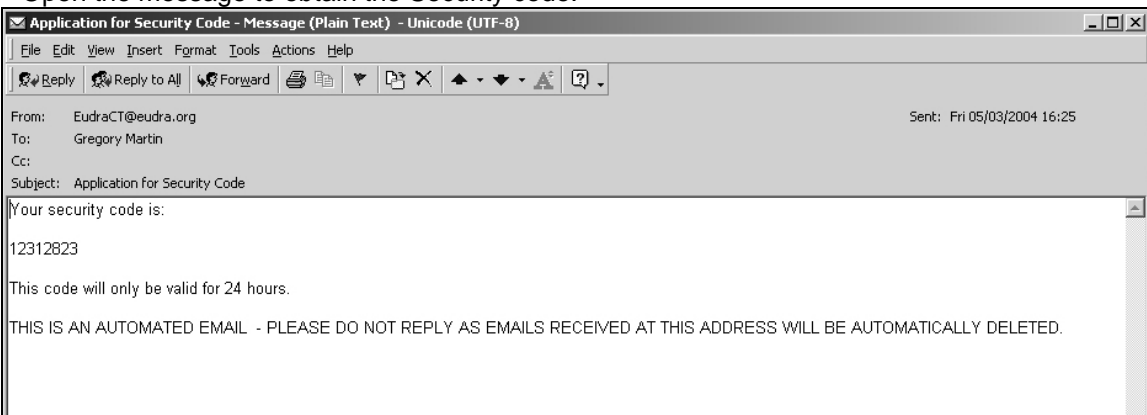 Open the message to obtain the Security code.
Application for Security Code - Message (Plain Text) - Unicode (UTF-8)
File Edit View Insert Format Tools Actions Help
Reply Reply to All Forward
From: EudraCT@eudra.org Sent: Fri 05/03/2004 16:25
To: Gregory Martin
Cc:
Subject: Application for Security Code
Your security code is:
12312823
This code will only be valid for 24 hours.
THIS IS AN AUTOMATED EMAIL - PLEASE DO NOT REPLY AS EMAILS RECEIVED AT THIS ADDRESS WILL BE AUTOMATICALLY DELETED.